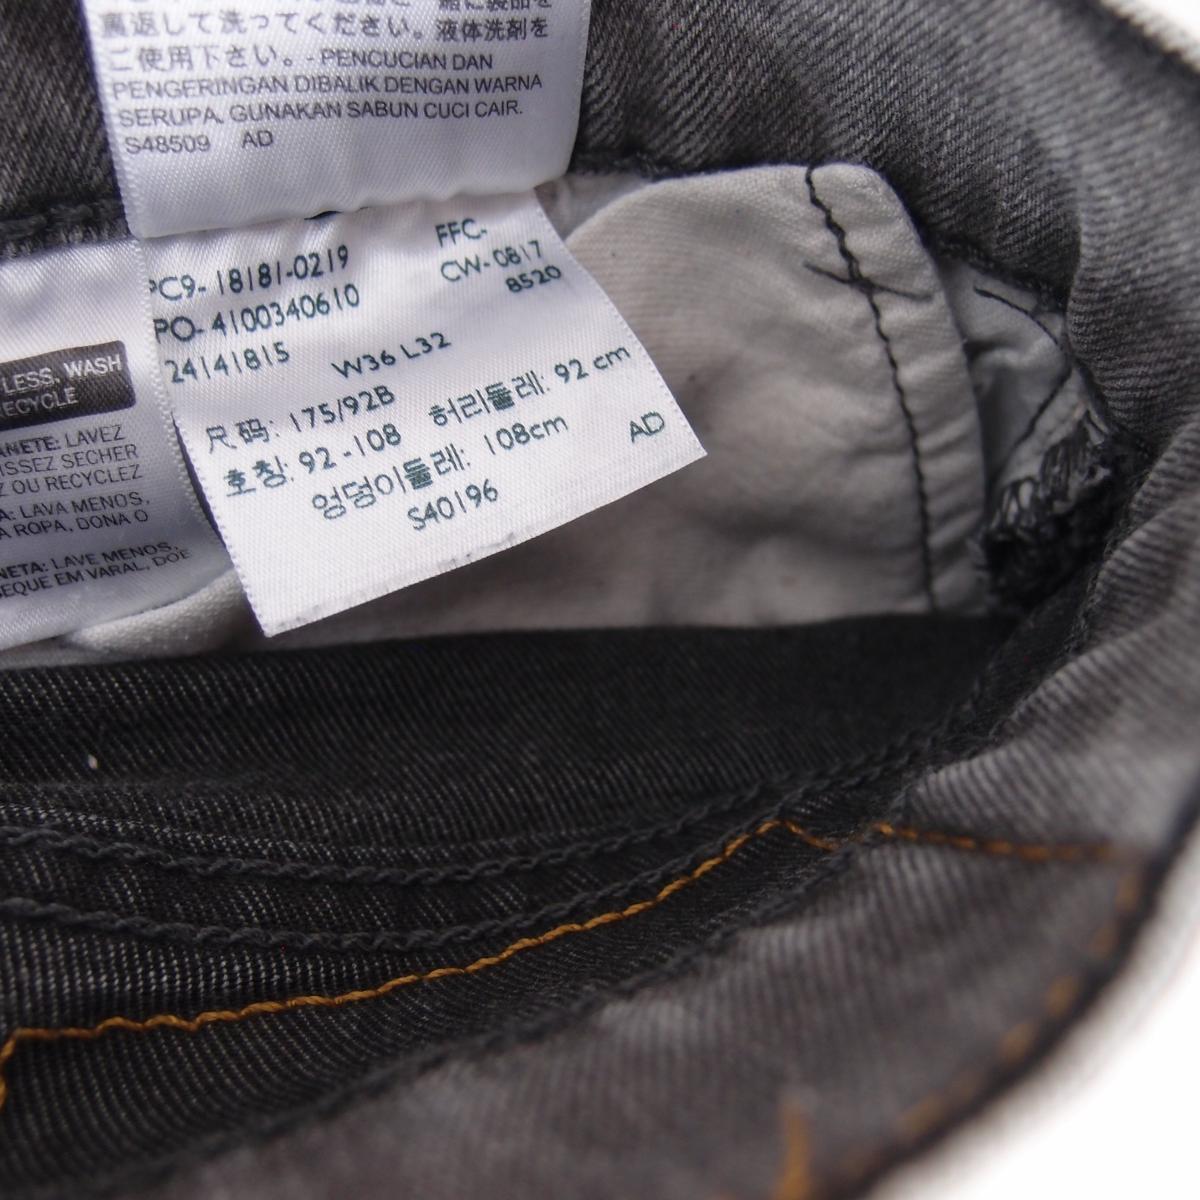 裏返して洗ってください。液体洗剤を
ご使用下さい。- PENCUCIAN DAN
PENGERINGAN DIBALIK DENGAN WARNA
SERUPA. GUNAKAN SABUN CUCI CAIR.
S48509 AD
PC9- 18181-0219 FFC-
PO- 4100340610 CW- 0817
24141815 8520
W36 L32
尺码: 175/92B 허리둘레: 92 cm
호칭: 92 -108 엉덩이둘레: 108cm
S40196 AD
LESS, WASH
RECYCLE
ANETE: LAVEZ
ISSEZ SECHER
Z OU RECYCLEZ
A: LAVA MENOS,
A ROPA, DONA O
NETA: LAVE MENOS,
SEQUE EM VARAL, DOE